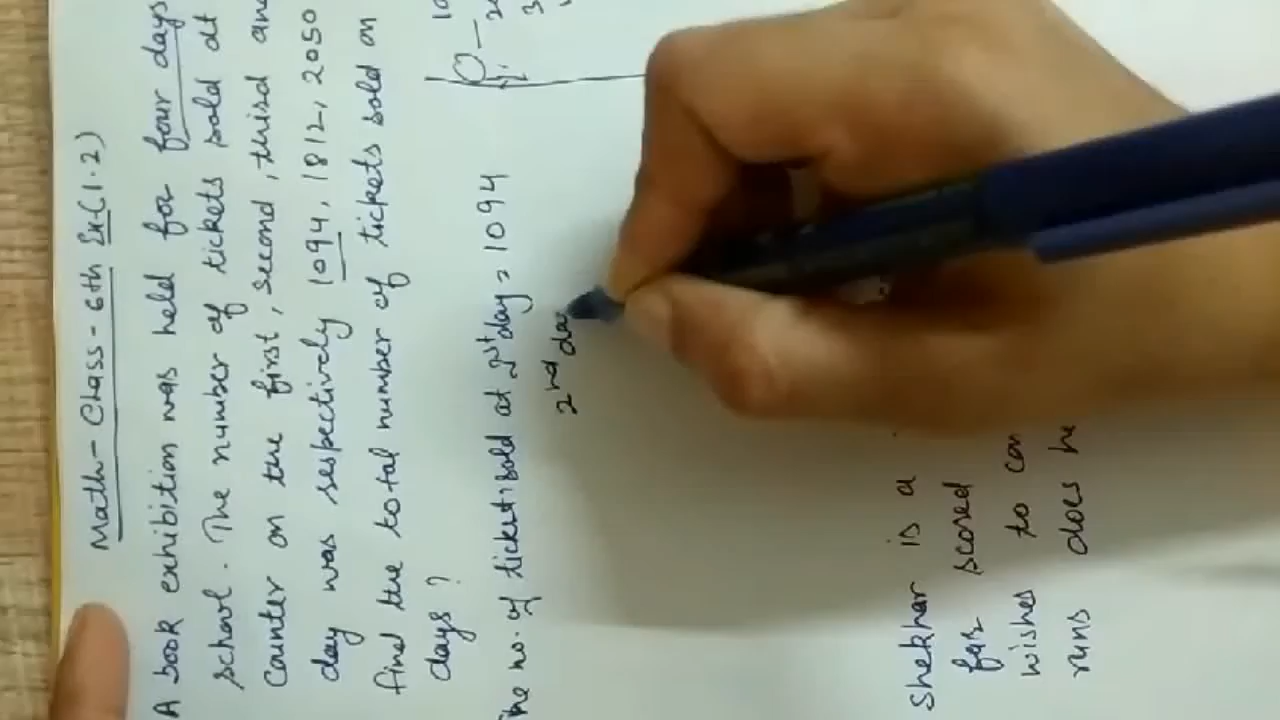 Math - Class - 6th Ex(1.2)
A book exhibition was held for four days
school. The number of tickets sold at
Counter on the first, second, third and
day was respectively 1094, 1812, 2050
find the total number of tickets sold on
days?
The no. of tickets sold at 1st day = 1094
2nd da
Shekhar is a
far scored
wishes to con
runs does he